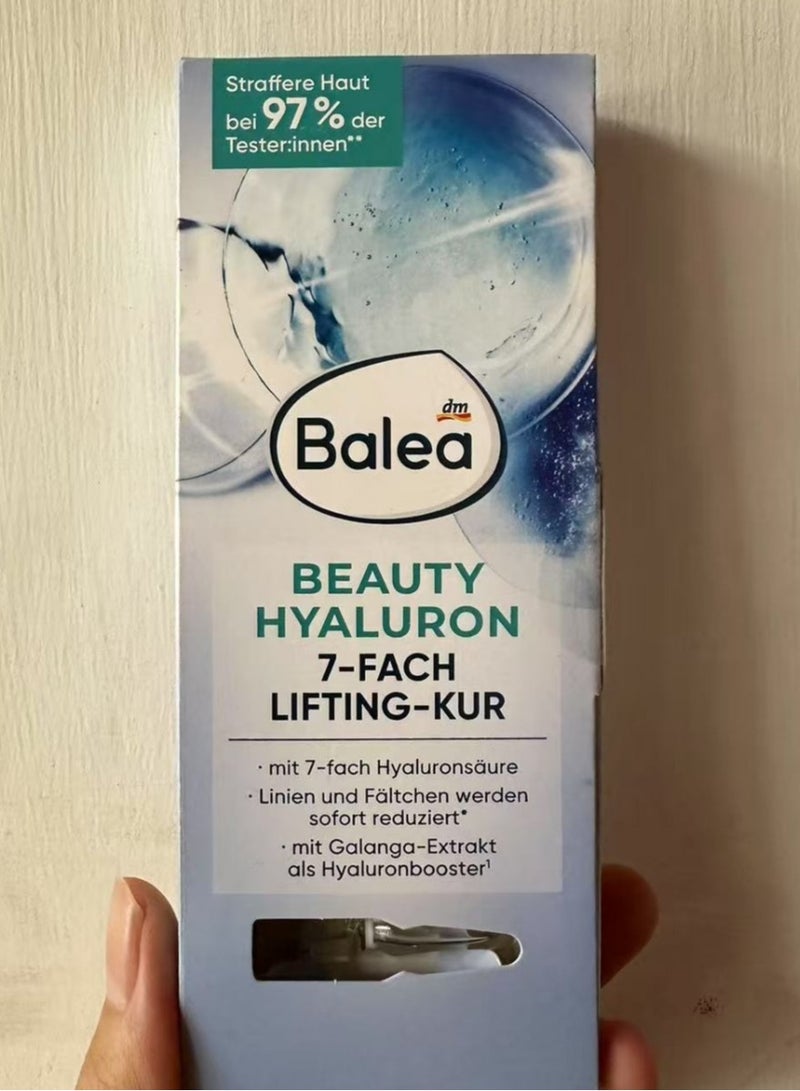 Straffere Haut
bei 97% der
Tester:innen**
dm
Balea
BEAUTY
HYALURON
7-FACH
LIFTING-KUR
· mit 7-fach Hyaluronsäure
· Linien und Fältchen werden
sofort reduziert*
· mit Galanga-Extrakt
als Hyaluronbooster¹